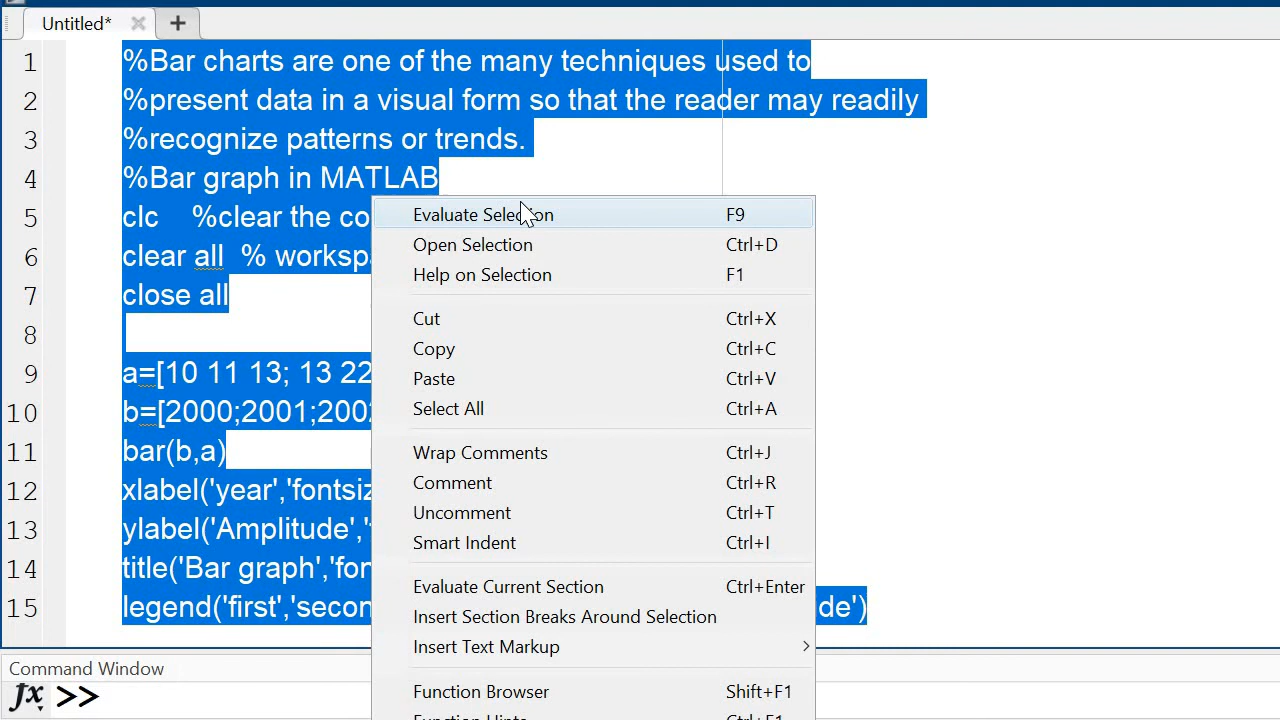 Untitled*
1 %Bar charts are one of the many techniques used to
2 %present data in a visual form so that the reader may readily
3 %recognize patterns or trends.
4 %Bar graph in MATLAB
5 clc %clear the co
6 clear all % worksp
7 close all
8
9 a=[10 11 13; 13 22
10 b=[2000;2001;2002
11 bar(b,a)
12 xlabel('year','fontsiz
13 ylabel('Amplitude','
14 title('Bar graph','fon
15 legend('first','secon de')
Evaluate Selection F9
Open Selection Ctrl+D
Help on Selection F1
Cut Ctrl+X
Copy Ctrl+C
Paste Ctrl+V
Select All Ctrl+A
Wrap Comments Ctrl+J
Comment Ctrl+R
Uncomment Ctrl+T
Smart Indent Ctrl+I
Evaluate Current Section Ctrl+Enter
Insert Section Breaks Around Selection
Insert Text Markup
Function Browser Shift+F1
Function Hints Ctrl+F1
Command Window
fx >>